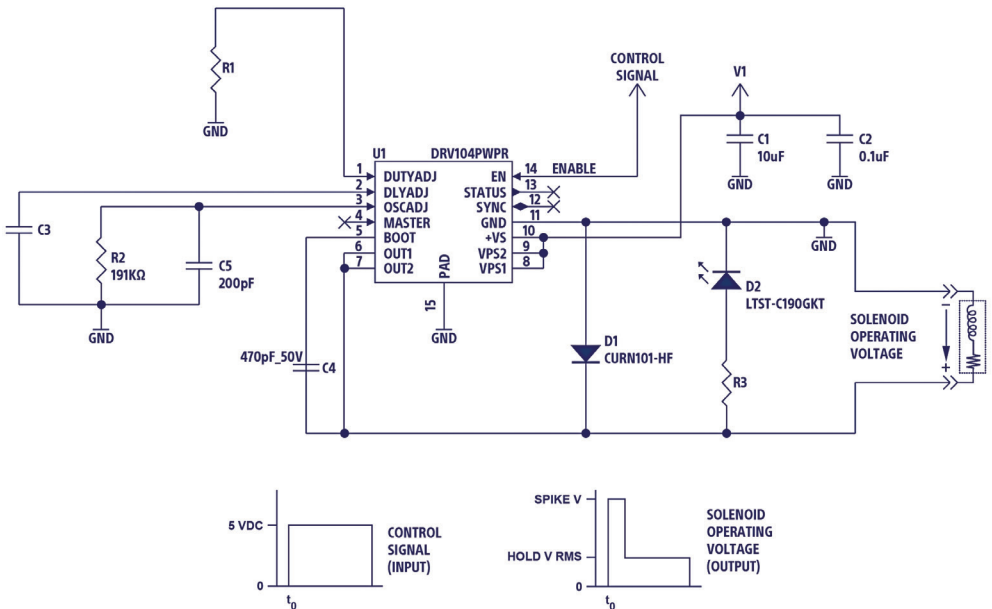 R1
GND
CONTROL
SIGNAL
V1
C1
10uF
GND
C2
0.1uF
GND
U1
DRV104PWPR
1
2
3
4
5
6
7
DUTYADJ
DLYADJ
OSCADJ
MASTER
BOOT
OUT1
OUT2
PAD
EN
STATUS
SYNC
GND
+VS
VPS2
VPS1
14
13
12
11
10
9
8
ENABLE
15
GND
C3
R2
191KΩ
C5
200pF
GND
GND
470pF_50V
C4
D1
CURN101-HF
D2
LTST-C190GKT
R3
SOLENOID
OPERATING
VOLTAGE
−
+
5 VDC
0
t0
CONTROL
SIGNAL
(INPUT)
SPIKE V
HOLD V RMS
0
t0
SOLENOID
OPERATING
VOLTAGE
(OUTPUT)